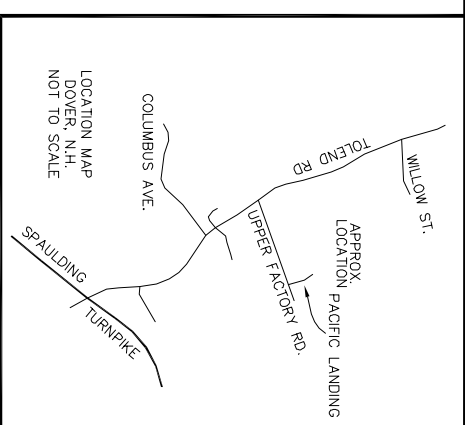 WILLOW ST.
TOLEND RD
APPROX.
LOCATION
PACIFIC LANDING
UPPER FACTORY RD.
COLUMBUS AVE.
LOCATION MAP
DOVER, N.H.
NOT TO SCALE
SPAULDING
TURNPIKE